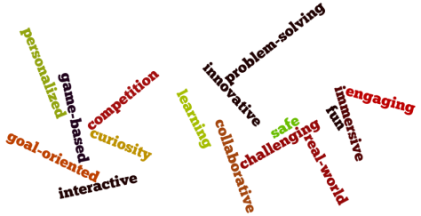 personalized
game-based
competition
curiosity
goal-oriented
interactive
problem-solving
innovative
learning
collaborative
safe
challenging
real-world
fun
immersive
engaging